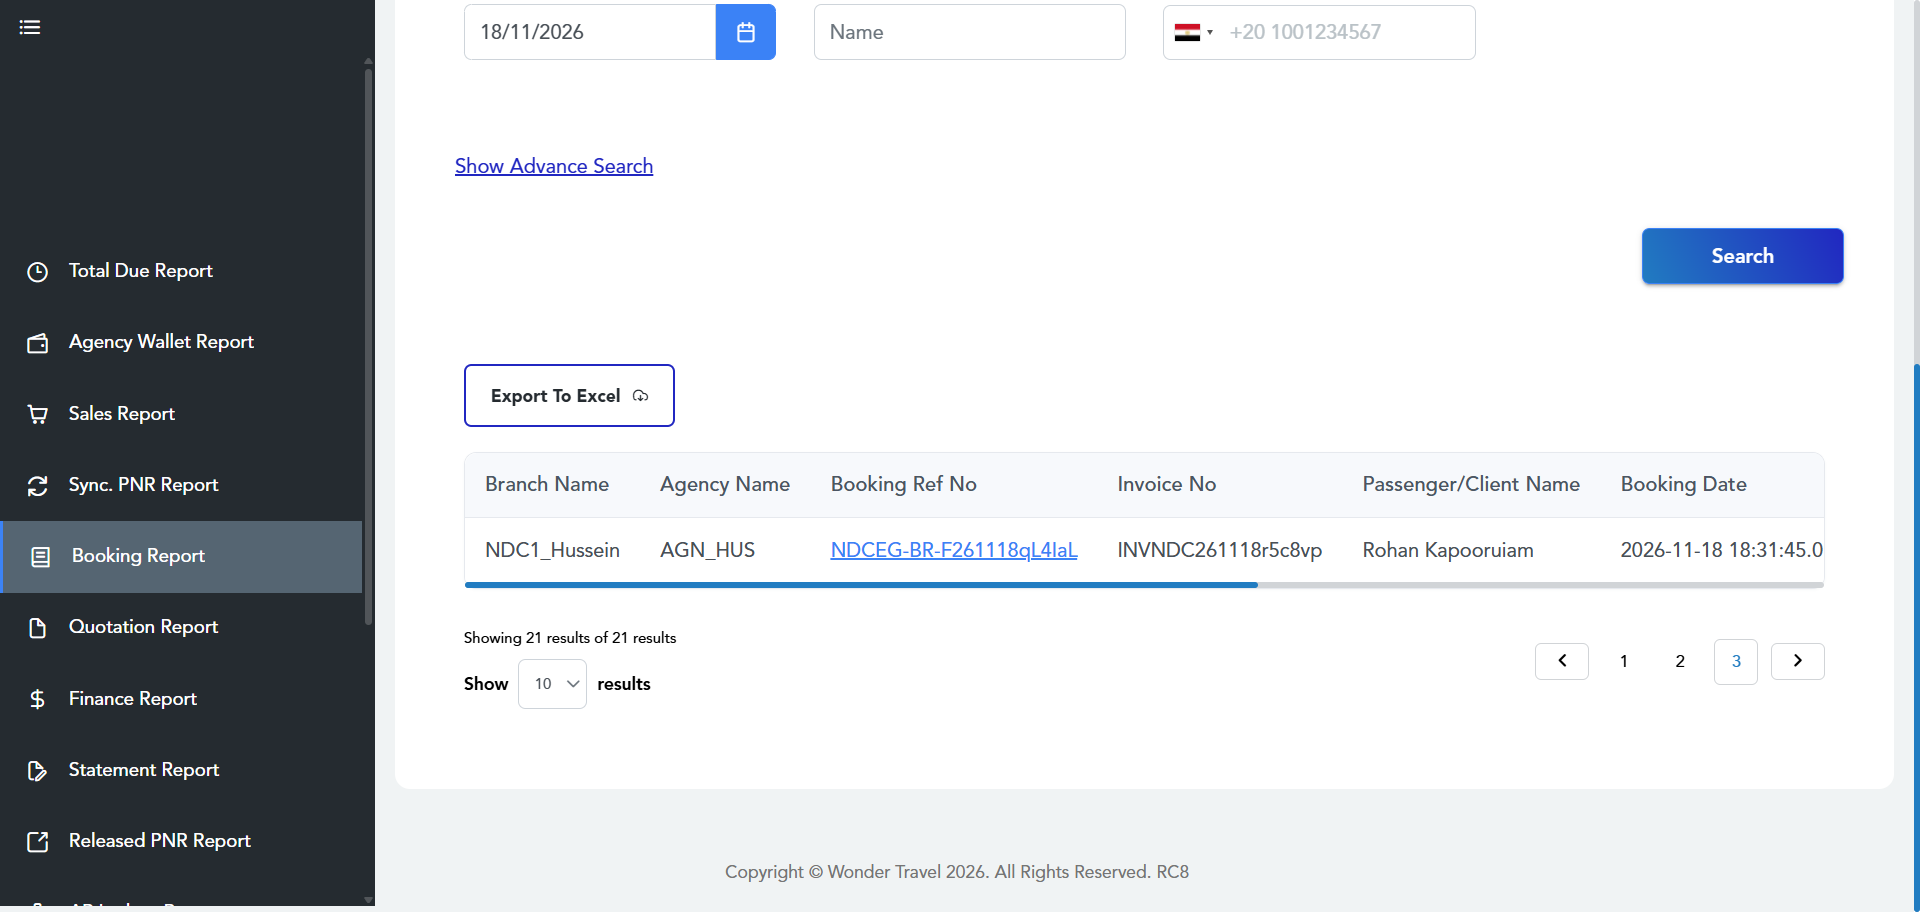 18/11/2026
Name
+20 1001234567
Show Advance Search
Search
Total Due Report
Agency Wallet Report
Sales Report
Sync. PNR Report
Booking Report
Quotation Report
Finance Report
Statement Report
Released PNR Report
Export To Excel
Branch Name Agency Name Booking Ref No Invoice No Passenger/Client Name Booking Date
NDC1_Hussein AGN_HUS NDCEG-BR-F261118qL4IaL INVNDC261118r5c8vp Rohan Kapooruiam 2026-11-18 18:31:45.0
Showing 21 results of 21 results
Show 10 results
1 2 3
Copyright © Wonder Travel 2026. All Rights Reserved. RC8